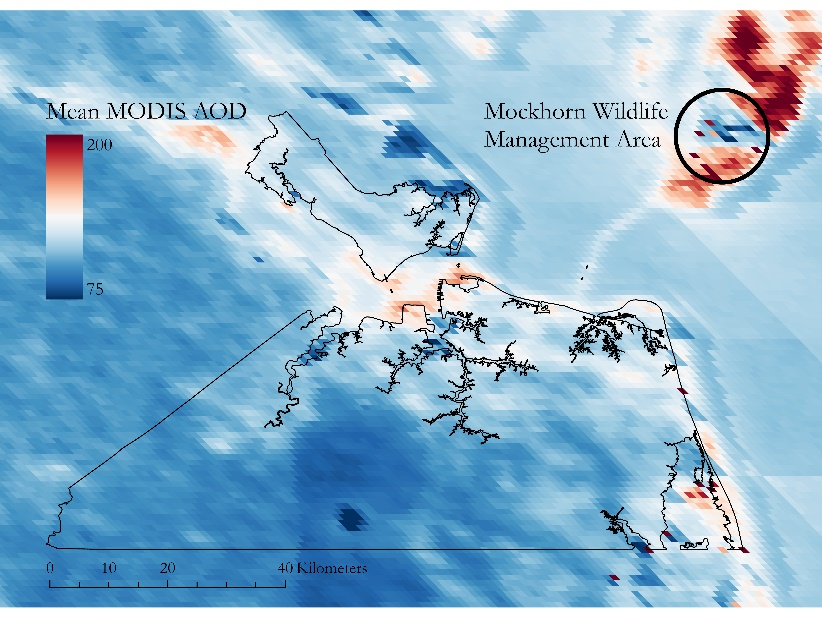 Mean MODIS AOD
200
75
Mockhorn Wildlife
Management Area
0 10 20 40 Kilometers